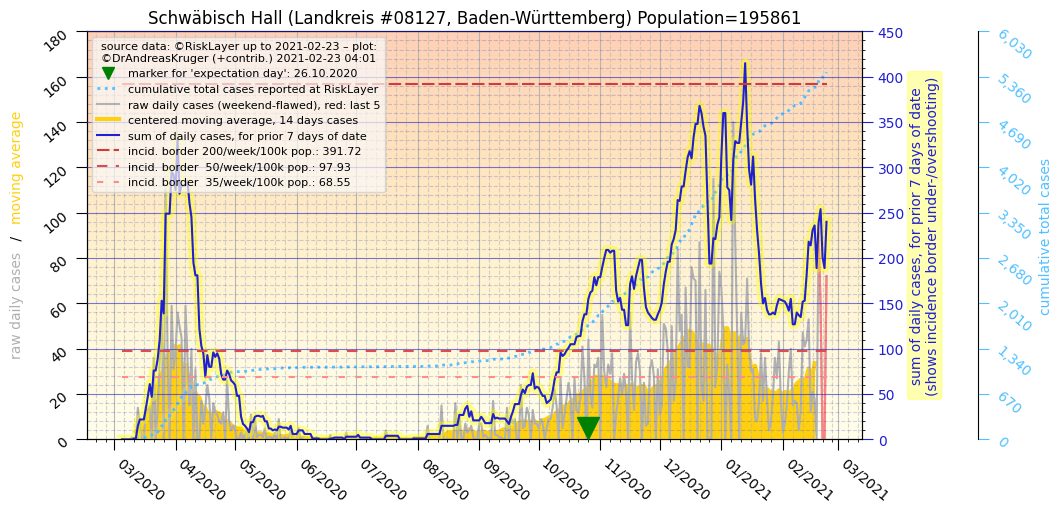 Schwäbisch Hall (Landkreis #08127, Baden-Württemberg) Population=195861
source data: ©RiskLayer up to 2021-02-23 – plot:
©DrAndreasKruger (+contrib.) 2021-02-23 04:01
marker for 'expectation day': 26.10.2020
cumulative total cases reported at RiskLayer
raw daily cases (weekend-flawed), red: last 5
centered moving average, 14 days cases
sum of daily cases, for prior 7 days of date
incid. border 200/week/100k pop.: 391.72
incid. border  50/week/100k pop.: 97.93
incid. border  35/week/100k pop.: 68.55
raw daily cases / moving average
180
160
140
120
100
80
60
40
20
0
450
400
350
300
250
200
150
100
50
0
sum of daily cases, for prior 7 days of date
(shows incidence border under-/overshooting)
6,030
5,360
4,690
4,020
3,350
2,680
2,010
1,340
670
0
cumulative total cases
03/2020
04/2020
05/2020
06/2020
07/2020
08/2020
09/2020
10/2020
11/2020
12/2020
01/2021
02/2021
03/2021